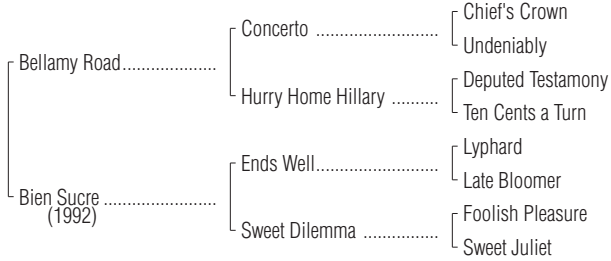 Chief's Crown
Concerto ..........................
Undeniably
Bellamy Road....................
Deputed Testamony
Hurry Home Hillary ..........
Ten Cents a Turn
Lyphard
Ends Well..........................
Late Bloomer
Bien Sucre ........................
(1992)
Foolish Pleasure
Sweet Dilemma ................
Sweet Juliet